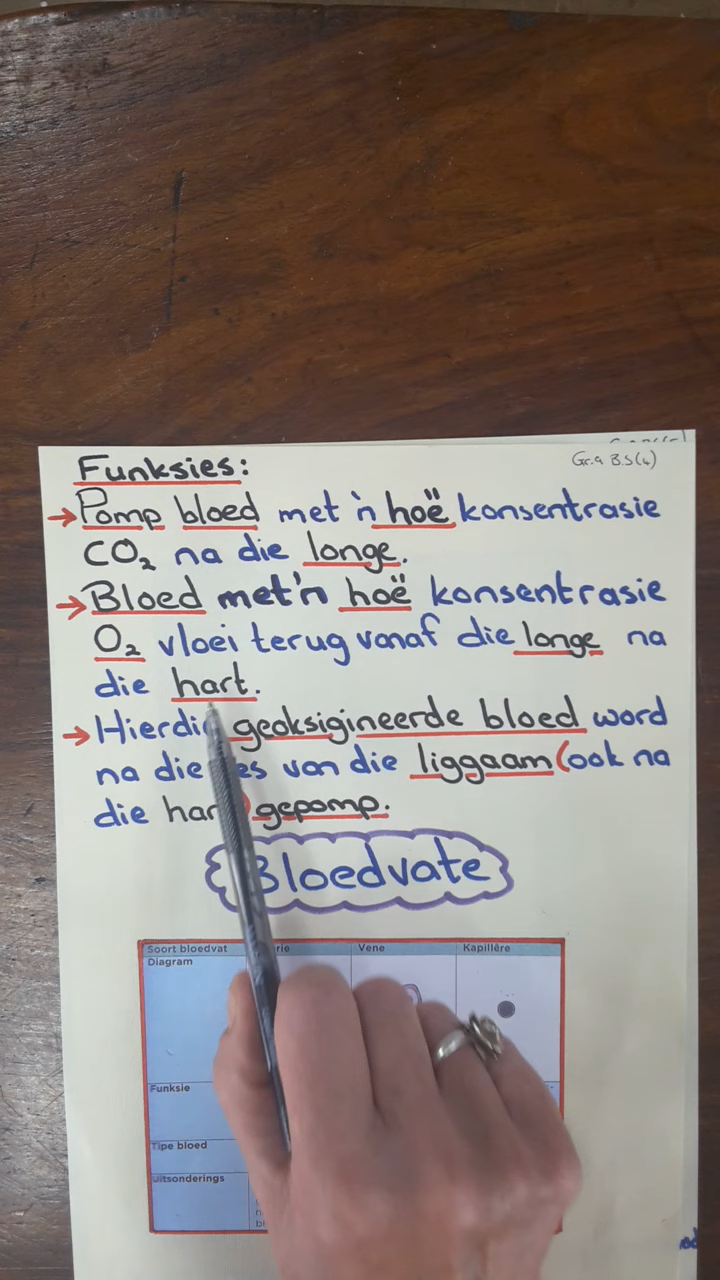 Funksies:
Gr.9 B.S(4)
→ Pomp bloed met 'n hoë konsentrasie
CO₂ na die longe.
→ Bloed met 'n hoë konsentrasie
O₂ vloei terug vanaf die longe na
die hart.
→ geoksigineerde bloed word
na die van die liggaam (ook na
die gepomp.
Bloedvate
Soort bloedvat Vene Kapillêre
Diagram
Funksie
Tipe bloed
Uitsonderings